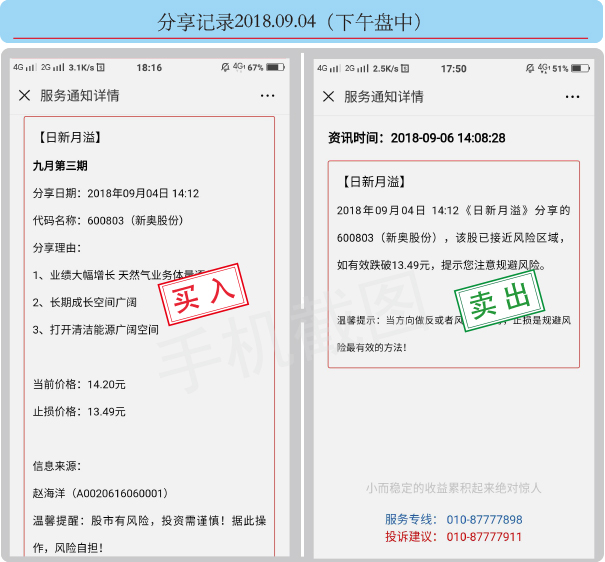 分享记录2018.09.04（下午盘中）
4G 2G 3.1K/s 18:16 4G 67%
服务通知详情
【日新月溢】
九月第三期
分享日期：2018年09月04日 14:12
代码名称：600803（新奥股份）
分享理由：
1、业绩大幅增长 天然气业务体量
买入
2、长期成长空间广阔
3、打开清洁能源广阔空间
当前价格：14.20元
止损价格：13.49元
信息来源：
赵海洋（A0020616060001）
温馨提醒：股市有风险，投资需谨慎！据此操
作，风险自担！
4G 2G 2.5K/s 17:50 4G 51%
服务通知详情
资讯时间：2018-09-06 14:08:28
【日新月溢】
2018年09月04日 14:12《日新月溢》分享的
600803（新奥股份），该股已接近风险区域，
如有效跌破13.49元，提示您注意规避风险。
卖出
温馨提示：当方向做反或者风 止损是规避风
险最有效的方法！
小而稳定的收益累积起来绝对惊人
服务专线： 010-87777898
投诉建议： 010-87777911
手机截图